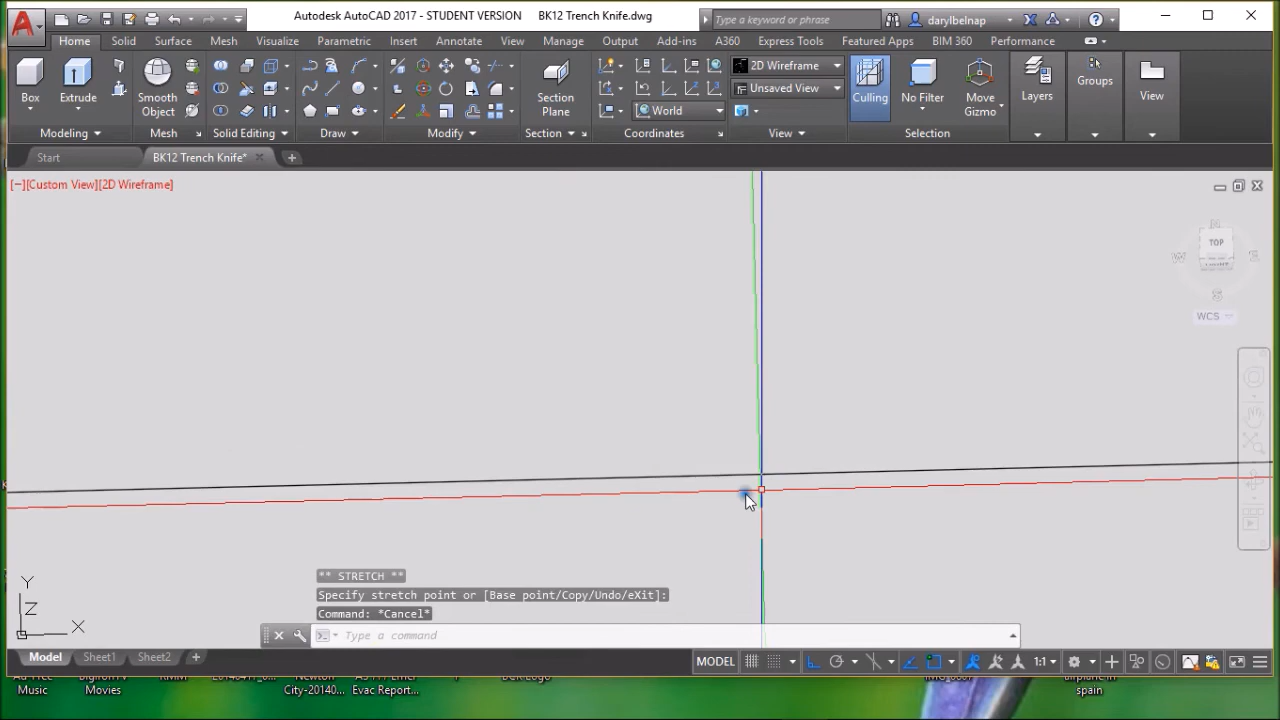 Autodesk AutoCAD 2017 - STUDENT VERSION BK12 Trench Knife.dwg Type a keyword or phrase darylbelnap
Home Solid Surface Mesh Visualize Parametric Insert Annotate View Manage Output Add-ins A360 Express Tools Featured Apps BIM 360 Performance
2D Wireframe
Unsaved View
World
Box Extrude Smooth Object Section Plane Culling No Filter Move Gizmo Layers Groups View
Modeling Mesh Solid Editing Draw Modify Section Coordinates View Selection
Start BK12 Trench Knife*
[−][Custom View][2D Wireframe]
N
W TOP
S
WCS
** STRETCH **
Specify stretch point or [Base point/Copy/Undo/eXit]:
Command: *Cancel*
Type a command
Y
Z
X
Model Sheet1 Sheet2 MODEL 1:1
Music
Movies
City-20140...
Evac Report...
airplane in
spain